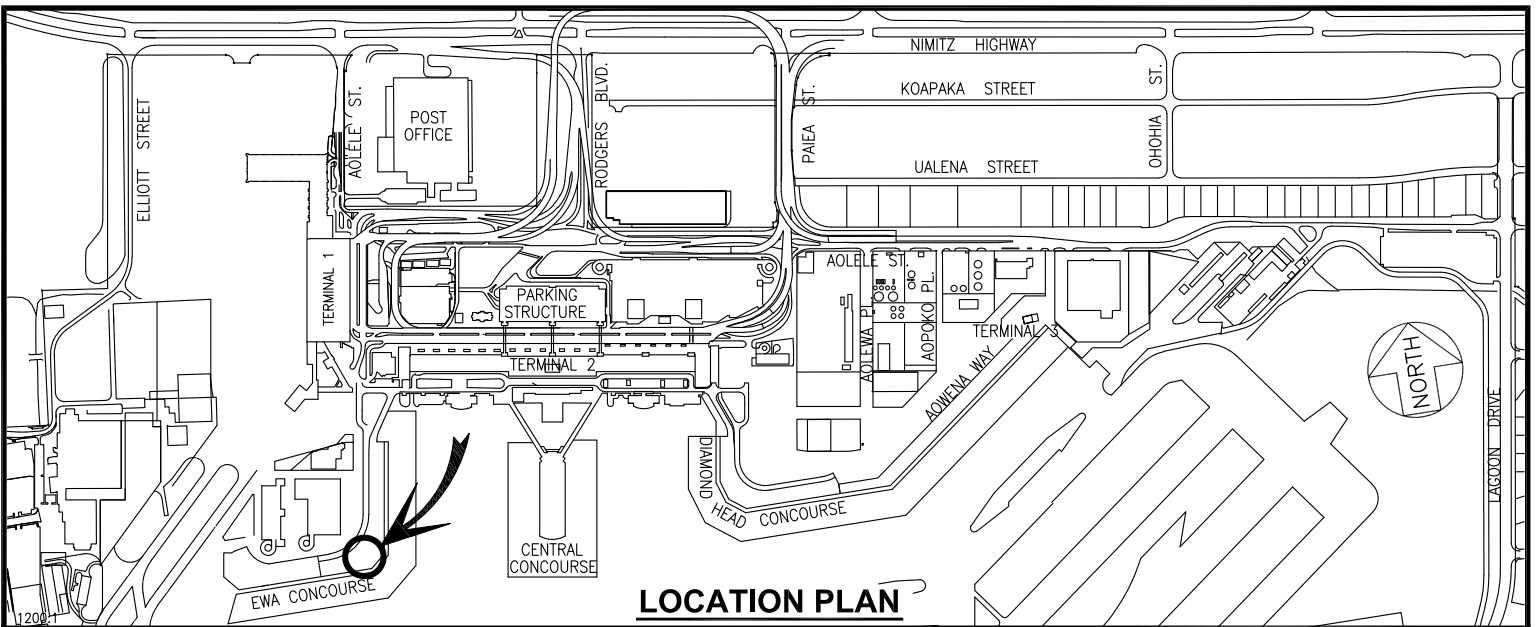 NIMITZ HIGHWAY
KOAPAKA STREET
UALENA STREET
ELLIOTT STREET
AOLELE ST.
POST
OFFICE
RODGERS BLVD.
PAIEA ST.
OHOHIA ST.
TERMINAL 1
PARKING
STRUCTURE
TERMINAL 2
AOLELE ST.
AOLEWA PL.
AOPOKO PL.
TERMINAL 3
AOWENA WAY
NORTH
LAGOON DRIVE
DIAMOND HEAD CONCOURSE
CENTRAL
CONCOURSE
EWA CONCOURSE
LOCATION PLAN
1200:1